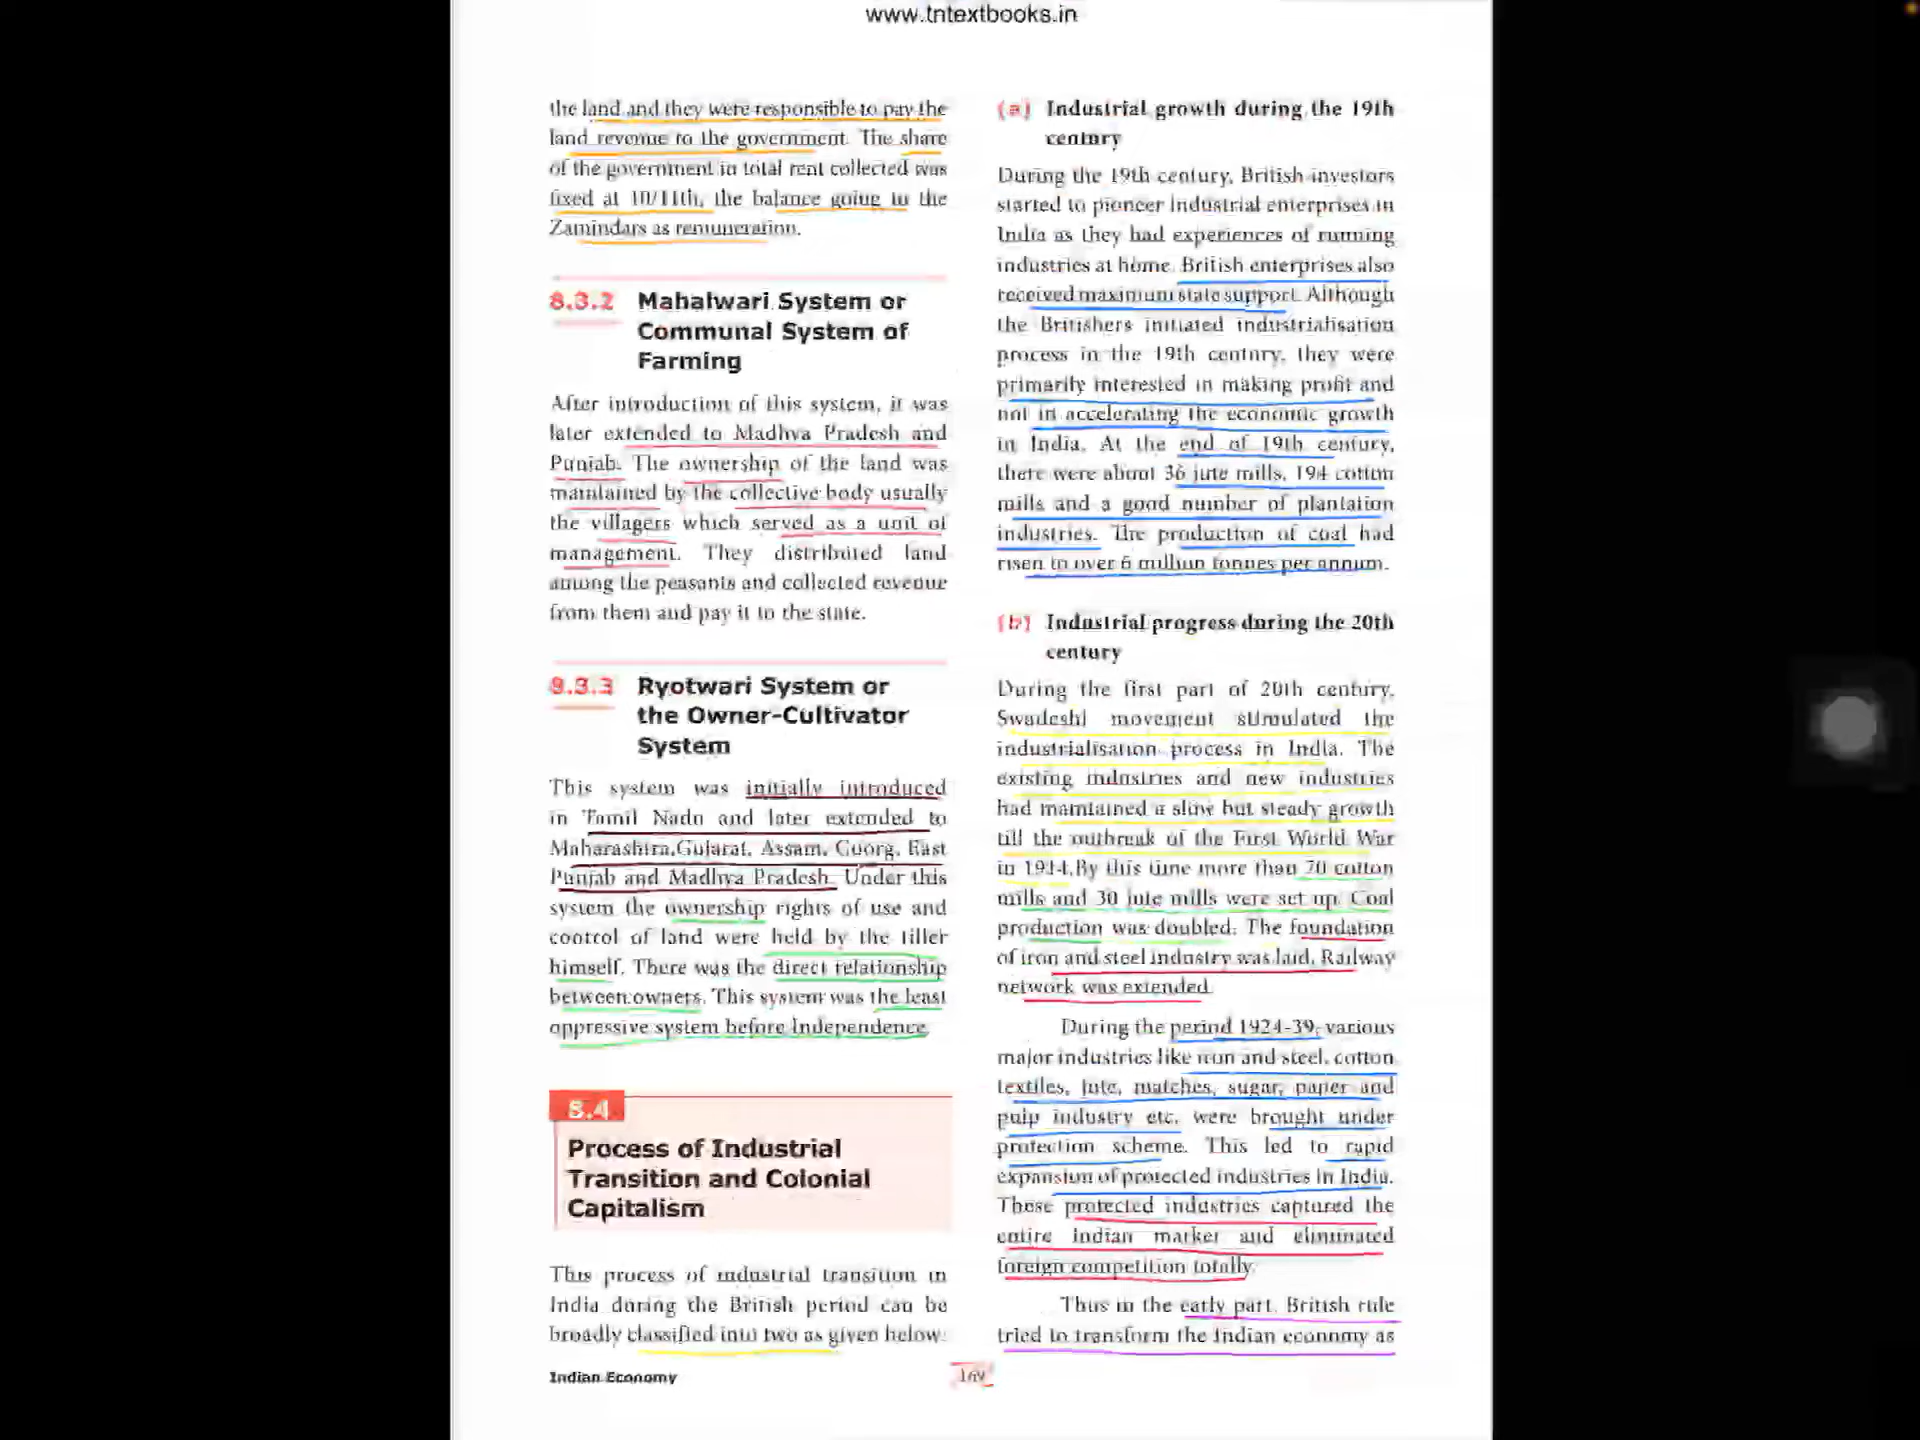 www.tntextbooks.in
the land and they were responsible to pay the
land revenue to the government. The share
of the government in total rent collected was
fixed at 10/11th, the balance going to the
Zamindars as remuneration.
8.3.2 Mahalwari System or
Communal System of
Farming
After introduction of this system, it was
later extended to Madhya Pradesh and
Punjab. The ownership of the land was
maintained by the collective body usually
the villagers which served as a unit of
management. They distributed land
among the peasants and collected revenue
from them and pay it to the state.
8.3.3 Ryotwari System or
the Owner-Cultivator
System
This system was initially introduced
in Tamil Nadu and later extended to
Maharashtra,Gujarat, Assam, Coorg, East
Punjab and Madhya Pradesh. Under this
system the ownership rights of use and
control of land were held by the tiller
himself. There was the direct relationship
between owners. This system was the least
oppressive system before Independence.
8.4
Process of Industrial
Transition and Colonial
Capitalism
This process of industrial transition in
India during the British period can be
broadly classified into two as given below:
(a) Industrial growth during the 19th
century
During the 19th century, British investors
started to pioneer industrial enterprises in
India as they had experiences of running
industries at home. British enterprises also
received maximum state support. Although
the Britishers initiated industrialisation
process in the 19th century, they were
primarily interested in making profit and
not in accelerating the economic growth
in India. At the end of 19th century,
there were about 36 jute mills, 194 cotton
mills and a good number of plantation
industries. The production of coal had
risen to over 6 million tonnes per annum.
(b) Industrial progress during the 20th
century
During the first part of 20th century,
Swadeshi movement stimulated the
industrialisation process in India. The
existing industries and new industries
had maintained a slow but steady growth
till the outbreak of the First World War
in 1914.By this time more than 70 cotton
mills and 30 jute mills were set up. Coal
production was doubled. The foundation
of iron and steel industry was laid. Railway
network was extended.
During the period 1924-39, various
major industries like iron and steel, cotton
textiles, jute, matches, sugar, paper and
pulp industry etc. were brought under
protection scheme. This led to rapid
expansion of protected industries in India.
These protected industries captured the
entire indian market and eliminated
foreign competition totally.
Thus in the early part, British rule
tried to transform the Indian economy as
Indian Economy
169